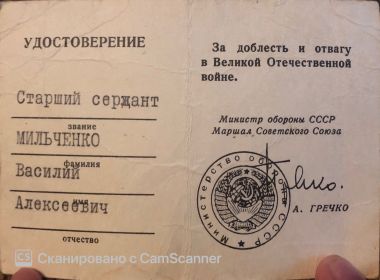 УДОСТОВЕРЕНИЕ
Старший сержант
звание
МИЛЬЧЕНКО
фамилия
Василий
имя
Алексеевич
отчество
За доблесть и отвагу
в Великой Отечественной
войне.
Министр обороны СССР
Маршал Советского Союза
Министерство обороны СССР
А. ГРЕЧКО
CS Сканировано с CamScanner